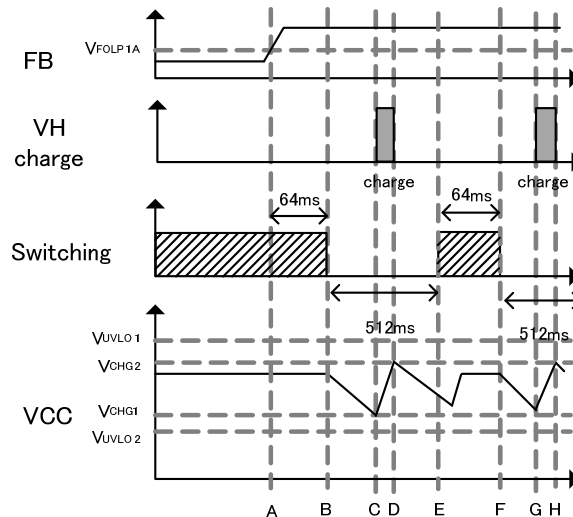 FB
VFOLP1A
VH
charge
charge
charge
64ms
64ms
Switching
512ms
512ms
VUVLO1
VCHG2
VCC
VCHG1
VUVLO2
A B C D E F G H